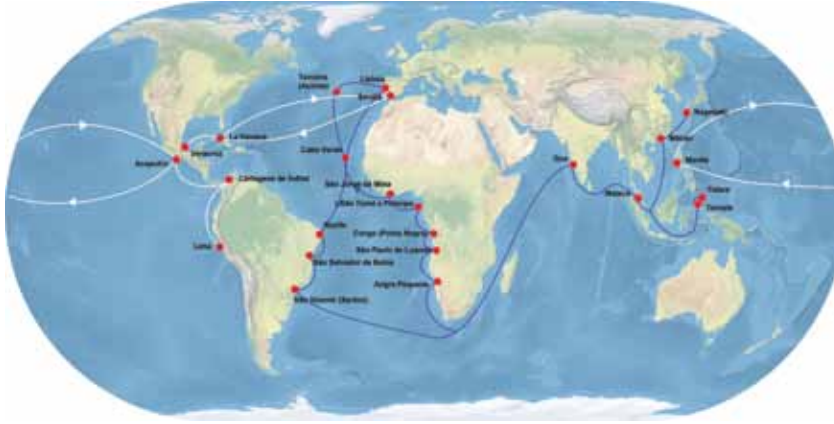 Terceira
(Azores)
Lisboa
Sevilla
La Havana
Veracruz
Acapulco
Cartagena de Indias
Lima
Cabo Verde
São Jorge da Mina
São Tomé e Príncipe
Congo (Ponta Negra)
São Paulo de Luanda
Angra Pequena
Recife
São Salvador da Bahia
São Vicente (Santos)
Goa
Malaca
Nagasaki
Macau
Manila
Tidore
Ternate